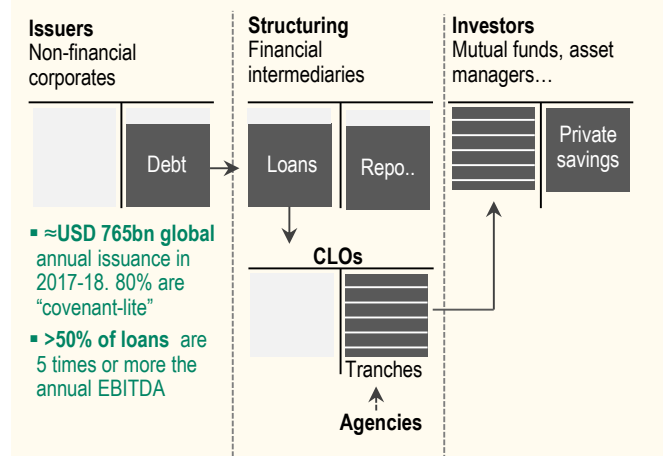 Issuers
Non-financial
corporates
Structuring
Financial
intermediaries
Investors
Mutual funds, asset
managers…
Debt
Loans
Repo..
Private
savings
▪ ≈USD 765bn global
annual issuance in
2017-18. 80% are
“covenant-lite”
▪ >50% of loans are
5 times or more the
annual EBITDA
CLOs
Tranches
Agencies